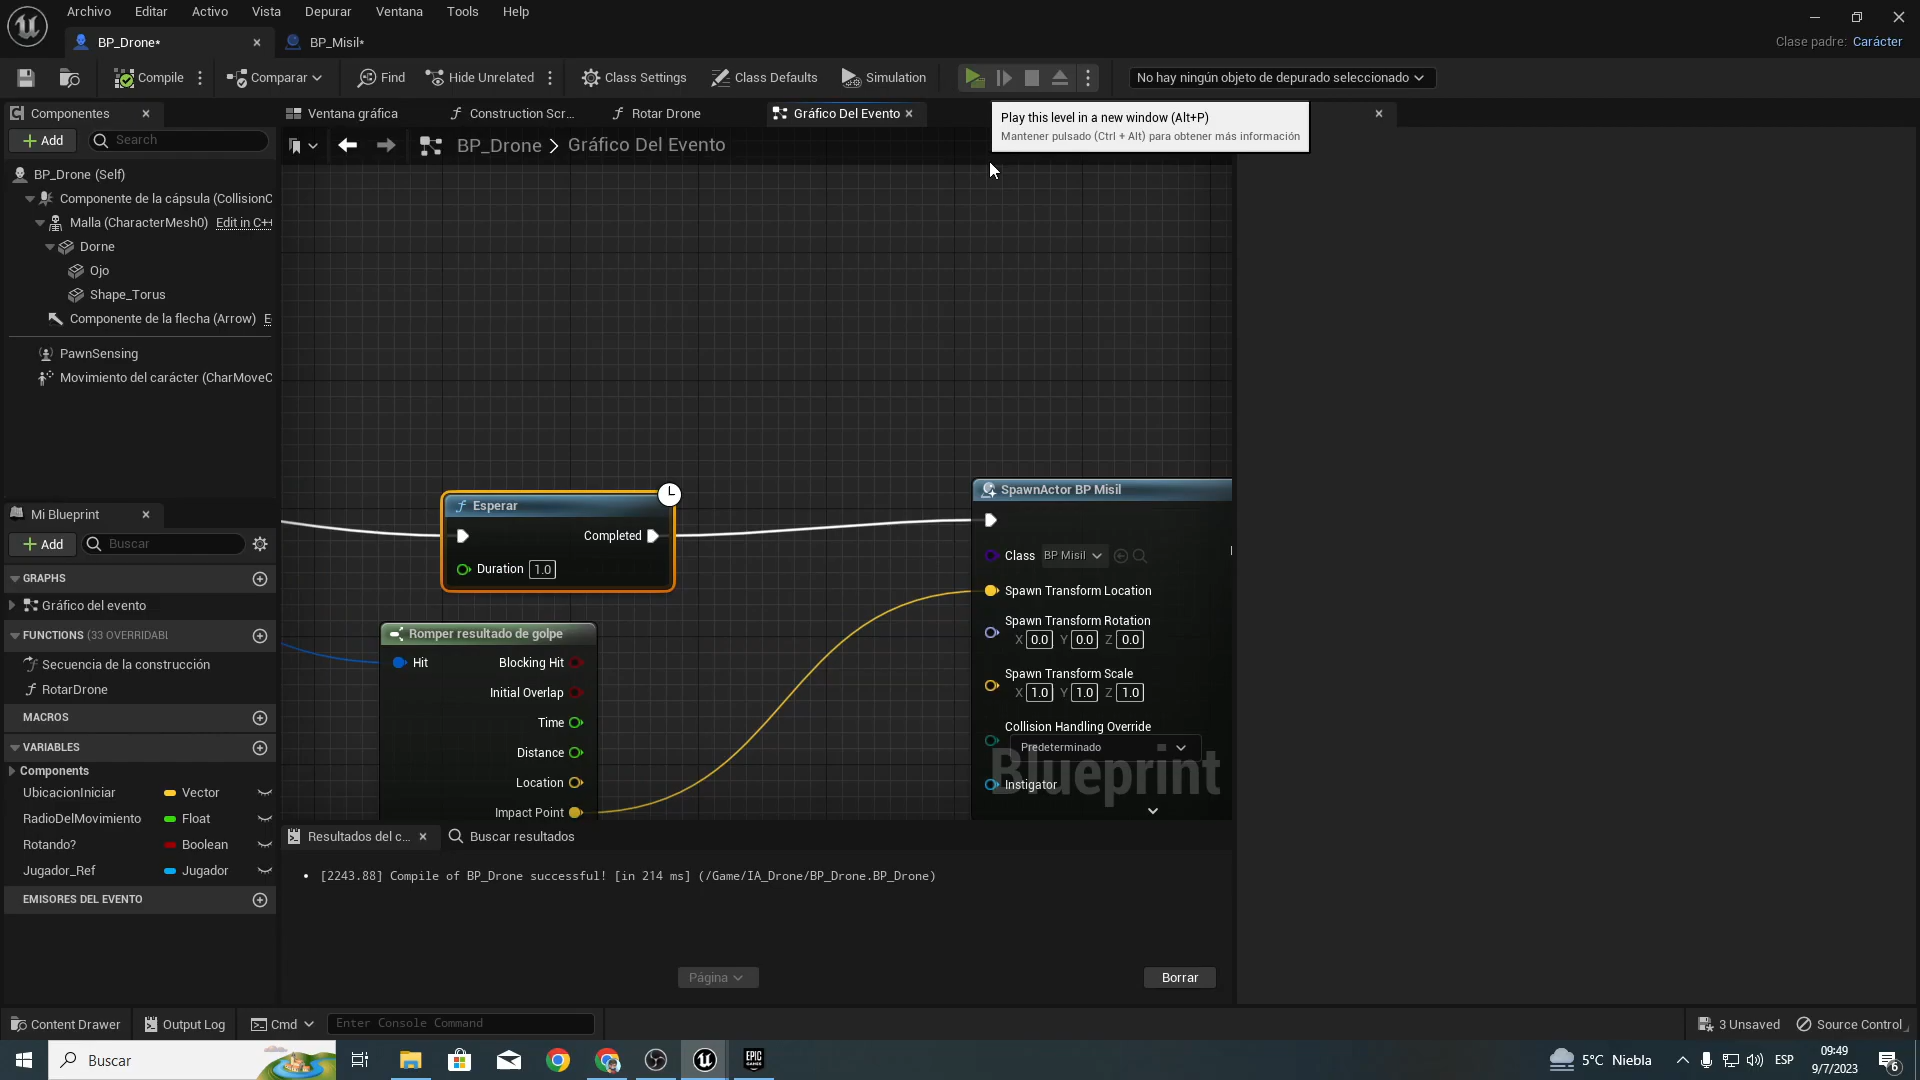 Archivo Editar Activo Vista Depurar Ventana Tools Help
BP_Drone* BP_Misil* Clase padre: Carácter
Compile Comparar Find Hide Unrelated Class Settings Class Defaults Simulation No hay ningún objeto de depurado seleccionado
Componentes Ventana gráfica Construction Scr... Rotar Drone Gráfico Del Evento
Play this level in a new window (Alt+P)
Mantener pulsado (Ctrl + Alt) para obtener más información
Add Search BP_Drone > Gráfico Del Evento
BP_Drone (Self)
Componente de la cápsula (CollisionC
Malla (CharacterMesh0) Edit in C++
Dorne
Ojo
Shape_Torus
Componente de la flecha (Arrow) E
PawnSensing
Movimiento del carácter (CharMoveC
Esperar
Completed
Duration 1.0
SpawnActor BP Misil
Class BP Misil
Spawn Transform Location
Spawn Transform Rotation
X 0.0 Y 0.0 Z 0.0
Spawn Transform Scale
X 1.0 Y 1.0 Z 1.0
Collision Handling Override
Predeterminado
Instigator
Blueprint
Romper resultado de golpe
Hit Blocking Hit
Initial Overlap
Time
Distance
Location
Impact Point
Mi Blueprint
Add Buscar
GRAPHS
Gráfico del evento
FUNCTIONS (33 OVERRIDABL
Secuencia de la construcción
RotarDrone
MACROS
VARIABLES
Components
UbicacionIniciar Vector
RadioDelMovimiento Float
Rotando? Boolean
Jugador_Ref Jugador
EMISORES DEL EVENTO
Resultados del c... Buscar resultados
[2243.88] Compile of BP_Drone successful! [in 214 ms] (/Game/IA_Drone/BP_Drone.BP_Drone)
Página Borrar
Content Drawer Output Log Cmd Enter Console Command 3 Unsaved Source Control
Buscar EPIC GAMES 5°C Niebla ESP 09:49
9/7/2023 6